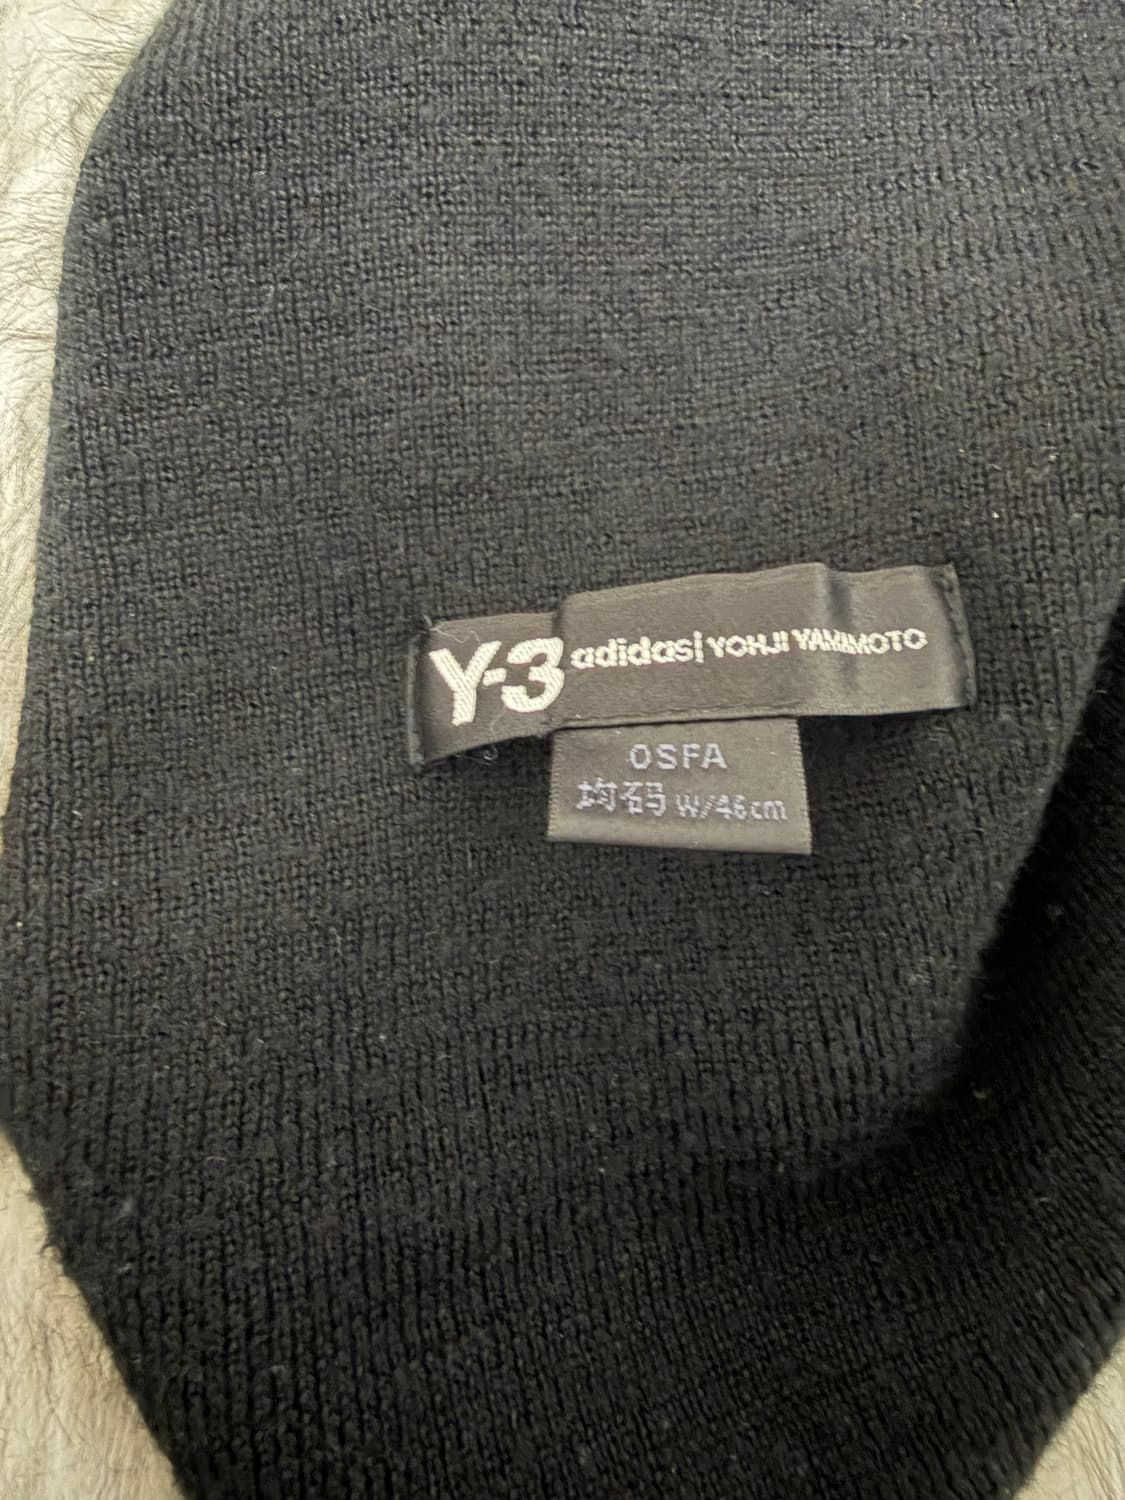 Y-3 adidas | YOHJI YAMAMOTO
OSFA
均码 W/46cm